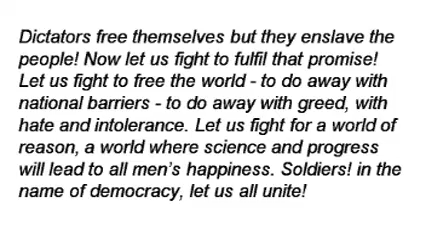 Dictators free themselves but they enslave the
people! Now let us fight to fulfil that promise!
Let us fight to free the world - to do away with
national barriers - to do away with greed, with
hate and intolerance. Let us fight for a world of
reason, a world where science and progress
will lead to all men’s happiness. Soldiers! in the
name of democracy, let us all unite!